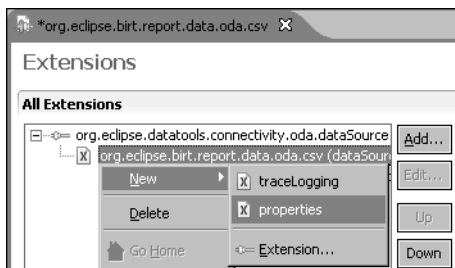 *org.eclipse.birt.report.data.oda.csv
Extensions
All Extensions
org.eclipse.datatools.connectivity.oda.dataSource
Add...
org.eclipse.birt.report.data.oda.csv (dataSour
New
traceLogging
Edit...
Delete
properties
Up
Go Home
Extension...
Down